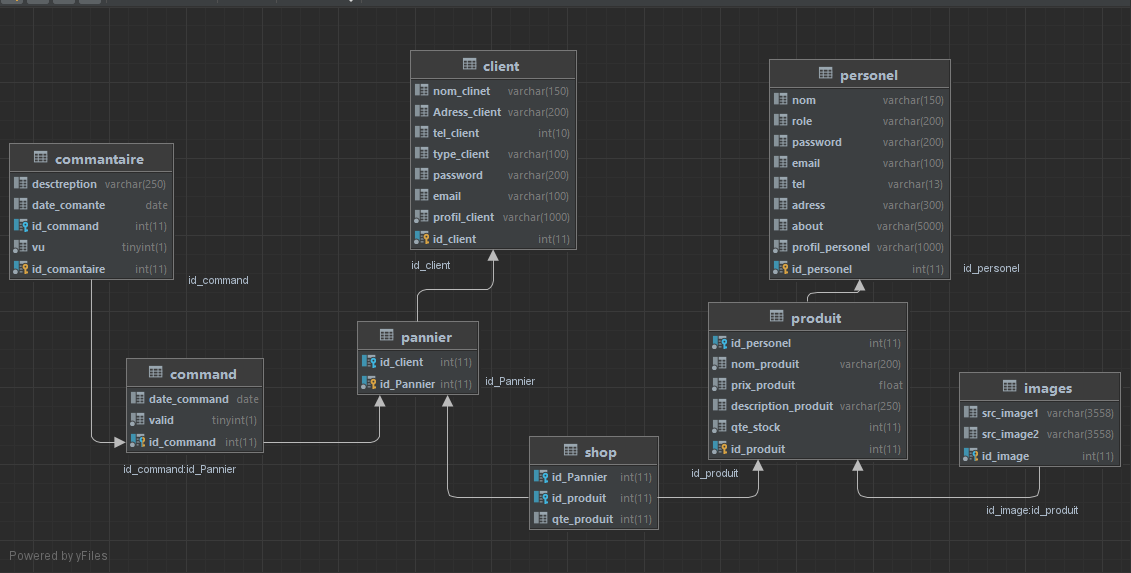 client
nom_clinet varchar(150)
Adress_client varchar(200)
tel_client int(10)
type_client varchar(100)
password varchar(200)
email varchar(100)
profil_client varchar(1000)
id_client int(11)
personel
nom varchar(150)
role varchar(200)
password varchar(200)
email varchar(100)
tel varchar(13)
adress varchar(300)
about varchar(5000)
profil_personel varchar(1000)
id_personel int(11)
commantaire
desctreption varchar(250)
date_comante date
id_command int(11)
vu tinyint(1)
id_comantaire int(11)
id_command
id_client
id_personel
pannier
id_client int(11)
id_Pannier int(11)
id_Pannier
produit
id_personel int(11)
nom_produit varchar(200)
prix_produit float
description_produit varchar(250)
qte_stock int(11)
id_produit int(11)
command
date_command date
valid tinyint(1)
id_command int(11)
id_command:id_Pannier
images
src_image1 varchar(3558)
src_image2 varchar(3558)
id_image int(11)
id_image:id_produit
shop
id_Pannier int(11)
id_produit int(11)
qte_produit int(11)
id_produit
Powered by yFiles